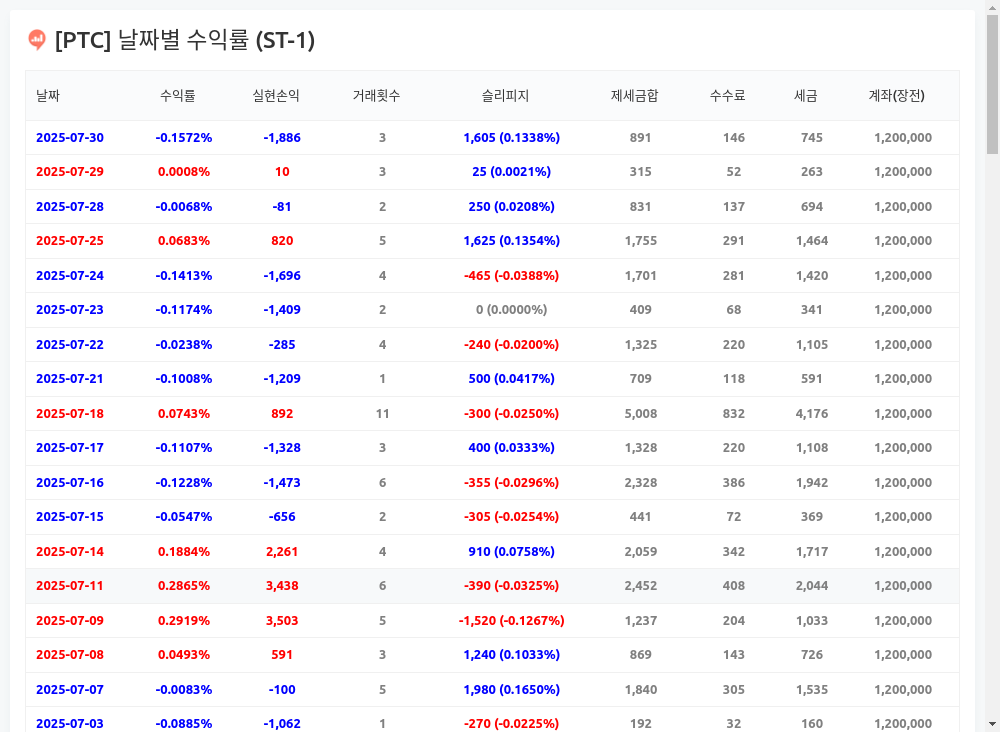 [PTC] 날짜별 수익률 (ST-1)
날짜 수익률 실현손익 거래횟수 슬리피지 제세금합 수수료 세금 계좌(장전)
2025-07-30 -0.1572% -1,886 3 1,605 (0.1338%) 891 146 745 1,200,000
2025-07-29 0.0008% 10 3 25 (0.0021%) 315 52 263 1,200,000
2025-07-28 -0.0068% -81 2 250 (0.0208%) 831 137 694 1,200,000
2025-07-25 0.0683% 820 5 1,625 (0.1354%) 1,755 291 1,464 1,200,000
2025-07-24 -0.1413% -1,696 4 -465 (-0.0388%) 1,701 281 1,420 1,200,000
2025-07-23 -0.1174% -1,409 2 0 (0.0000%) 409 68 341 1,200,000
2025-07-22 -0.0238% -285 4 -240 (-0.0200%) 1,325 220 1,105 1,200,000
2025-07-21 -0.1008% -1,209 1 500 (0.0417%) 709 118 591 1,200,000
2025-07-18 0.0743% 892 11 -300 (-0.0250%) 5,008 832 4,176 1,200,000
2025-07-17 -0.1107% -1,328 3 400 (0.0333%) 1,328 220 1,108 1,200,000
2025-07-16 -0.1228% -1,473 6 -355 (-0.0296%) 2,328 386 1,942 1,200,000
2025-07-15 -0.0547% -656 2 -305 (-0.0254%) 441 72 369 1,200,000
2025-07-14 0.1884% 2,261 4 910 (0.0758%) 2,059 342 1,717 1,200,000
2025-07-11 0.2865% 3,438 6 -390 (-0.0325%) 2,452 408 2,044 1,200,000
2025-07-09 0.2919% 3,503 5 -1,520 (-0.1267%) 1,237 204 1,033 1,200,000
2025-07-08 0.0493% 591 3 1,240 (0.1033%) 869 143 726 1,200,000
2025-07-07 -0.0083% -100 5 1,980 (0.1650%) 1,840 305 1,535 1,200,000
2025-07-03 -0.0885% -1,062 1 -270 (-0.0225%) 192 32 160 1,200,000